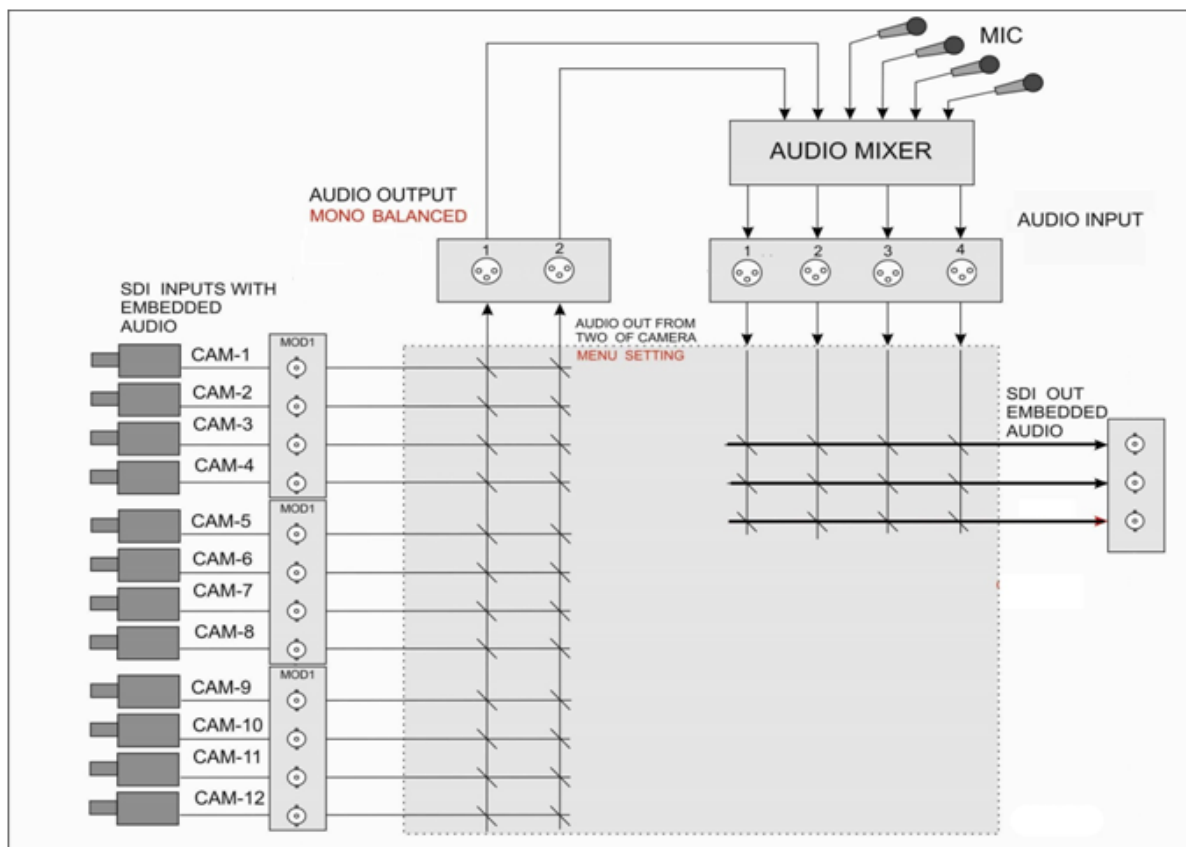 MIC
AUDIO MIXER
AUDIO OUTPUT
MONO BALANCED
AUDIO INPUT
1
2
1
2
3
4
SDI INPUTS WITH
EMBEDDED
AUDIO
AUDIO OUT FROM
TWO OF CAMERA
MENU SETTING
MOD1
CAM-1
CAM-2
CAM-3
CAM-4
SDI OUT
EMBEDDED
AUDIO
MOD1
CAM-5
CAM-6
CAM-7
CAM-8
MOD1
CAM-9
CAM-10
CAM-11
CAM-12